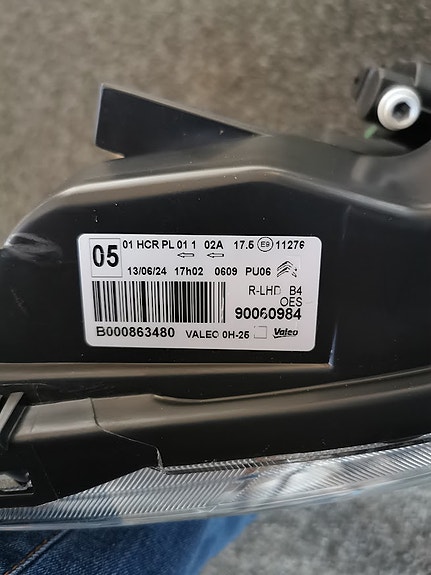 05
01 HCR PL 01 1 02A 17.5 E9 11276
13/06/24 17h02 0609 PU06
R-LHD B4
OES
90060984
B000863480 VALEO 0H-25 Valeo